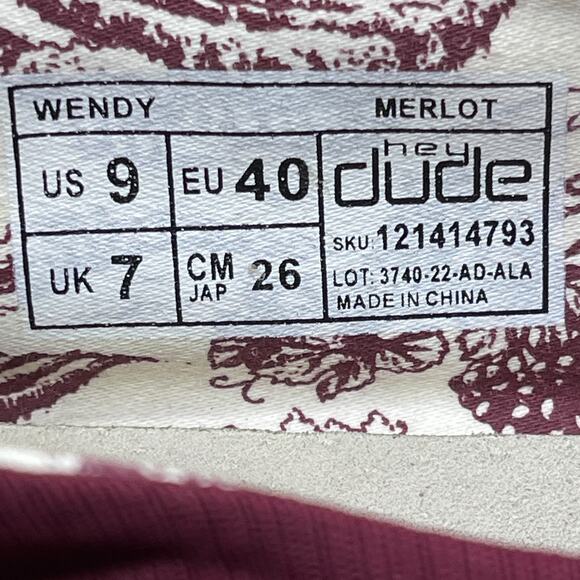 WENDY MERLOT
US 9 EU 40 hey dude
SKU: 121414793
UK 7 CM JAP 26 LOT: 3740-22-AD-ALA
MADE IN CHINA